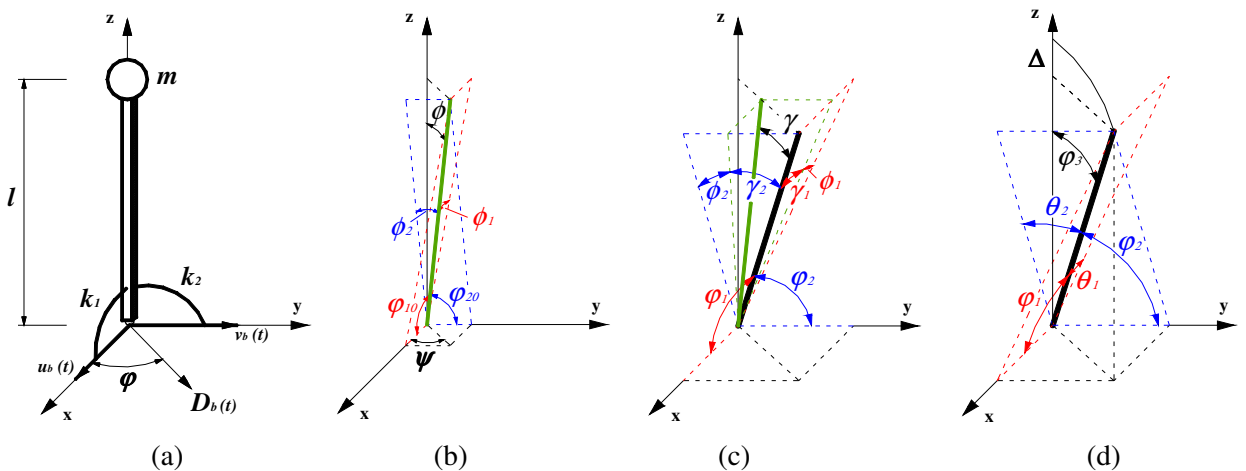 z
m
l
k1
k2
y
vb(t)
ub(t)
φ
x
Db(t)
(a)
z
ϕ
ϕ2
ϕ1
φ10
φ20
y
ψ
x
(b)
z
γ
ϕ2
γ2
γ1
ϕ1
φ1
φ2
y
x
(c)
z
Δ
φ3
θ2
φ2
φ1
θ1
y
x
(d)